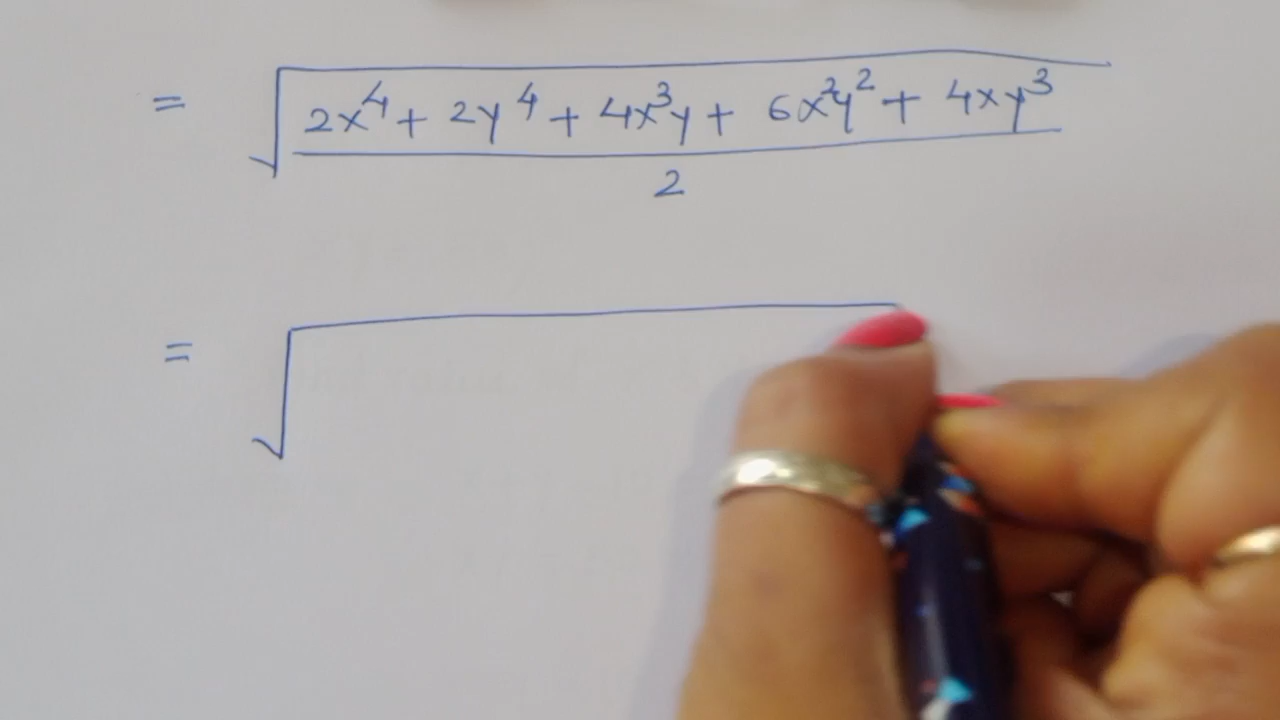 = √(2x⁴ + 2y⁴ + 4x³y + 6x²y² + 4xy³ / 2)
= √